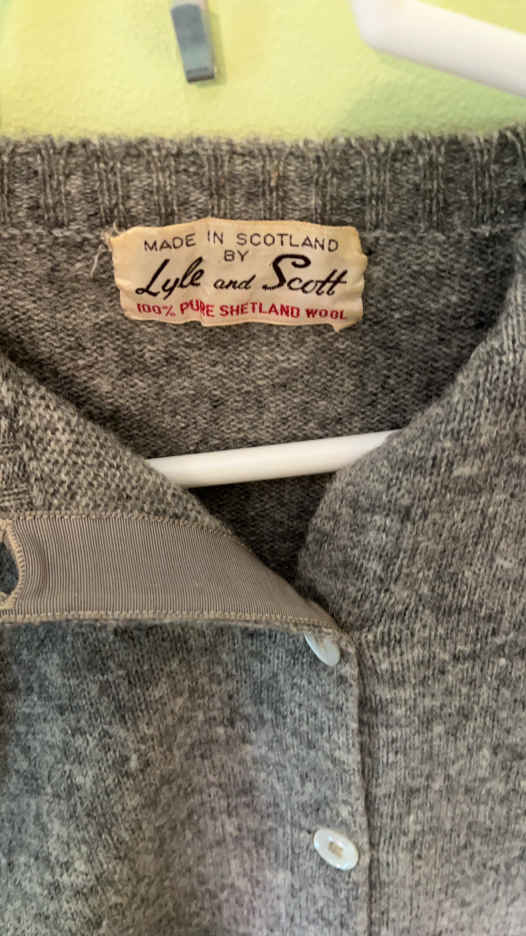 MADE IN SCOTLAND
BY
Lyle and Scott
100% PURE SHETLAND WOOL